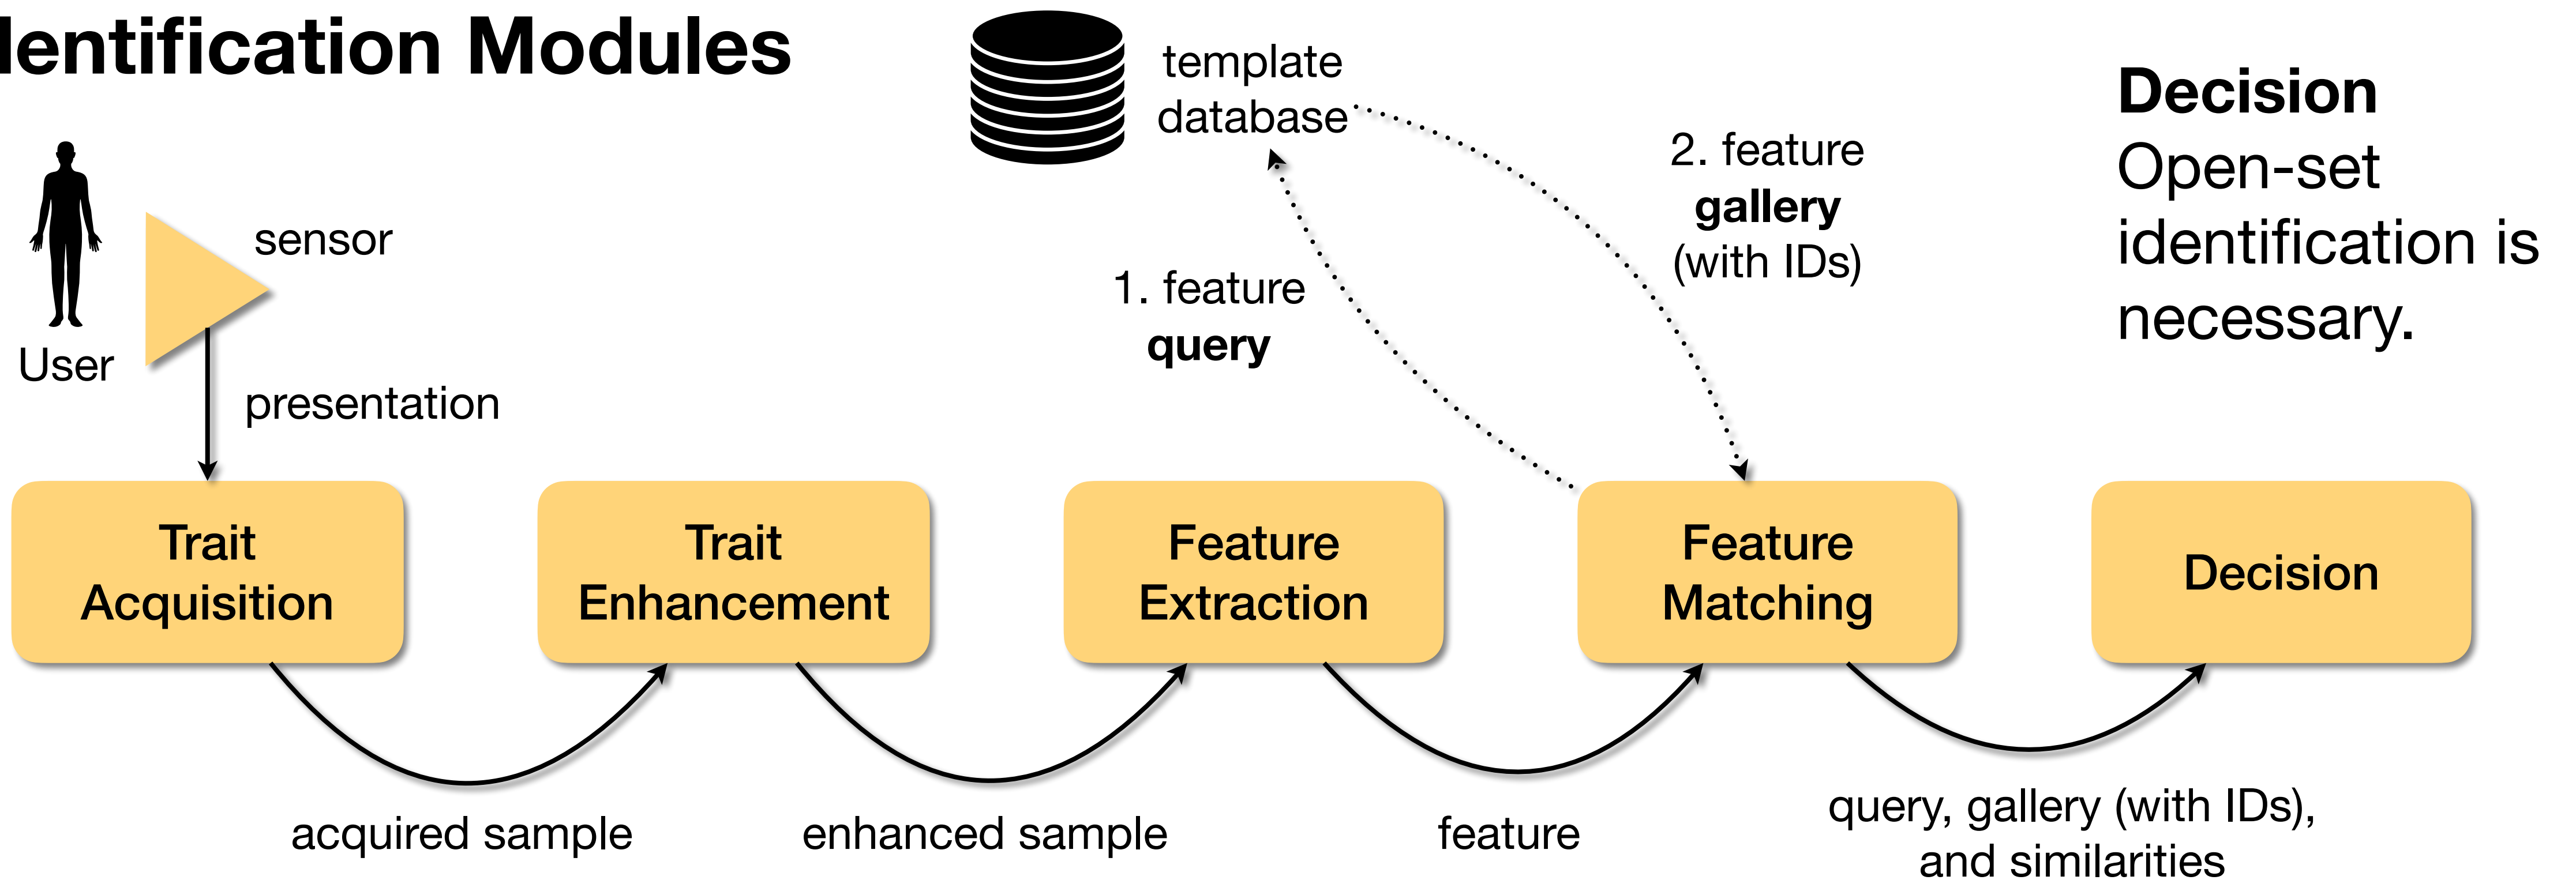 lentification Modules
template
database
Decision
Open-set
identification is
necessary.
User
sensor
presentation
1. feature
query
2. feature
gallery
(with IDs)
Trait
Acquisition
Trait
Enhancement
Feature
Extraction
Feature
Matching
Decision
acquired sample
enhanced sample
feature
query, gallery (with IDs),
and similarities